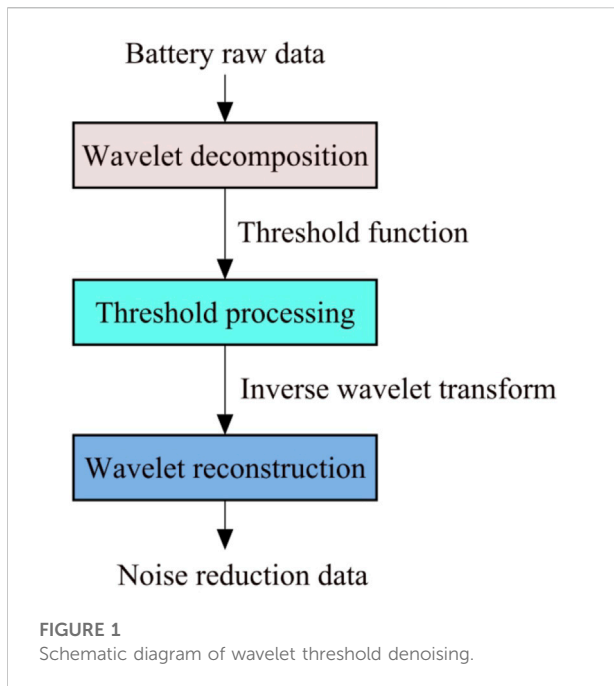 Battery raw data
Wavelet decomposition
Threshold function
Threshold processing
Inverse wavelet transform
Wavelet reconstruction
Noise reduction data
FIGURE 1
Schematic diagram of wavelet threshold denoising.